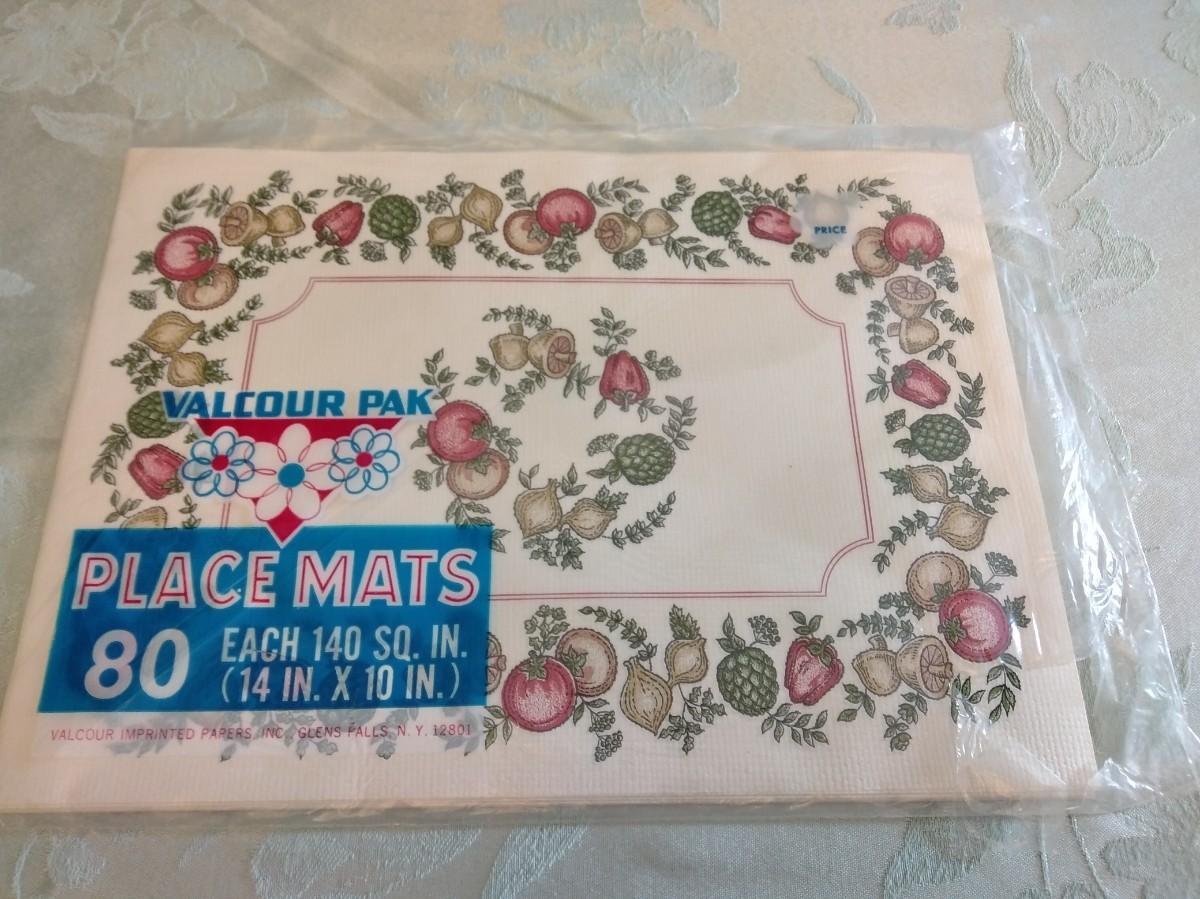 PRICE
VALCOUR PAK
PLACE MATS
80
EACH 140 SQ. IN.
(14 IN. X 10 IN.)
VALCOUR IMPRINTED PAPERS, INC., GLENS FALLS, N. Y. 12801